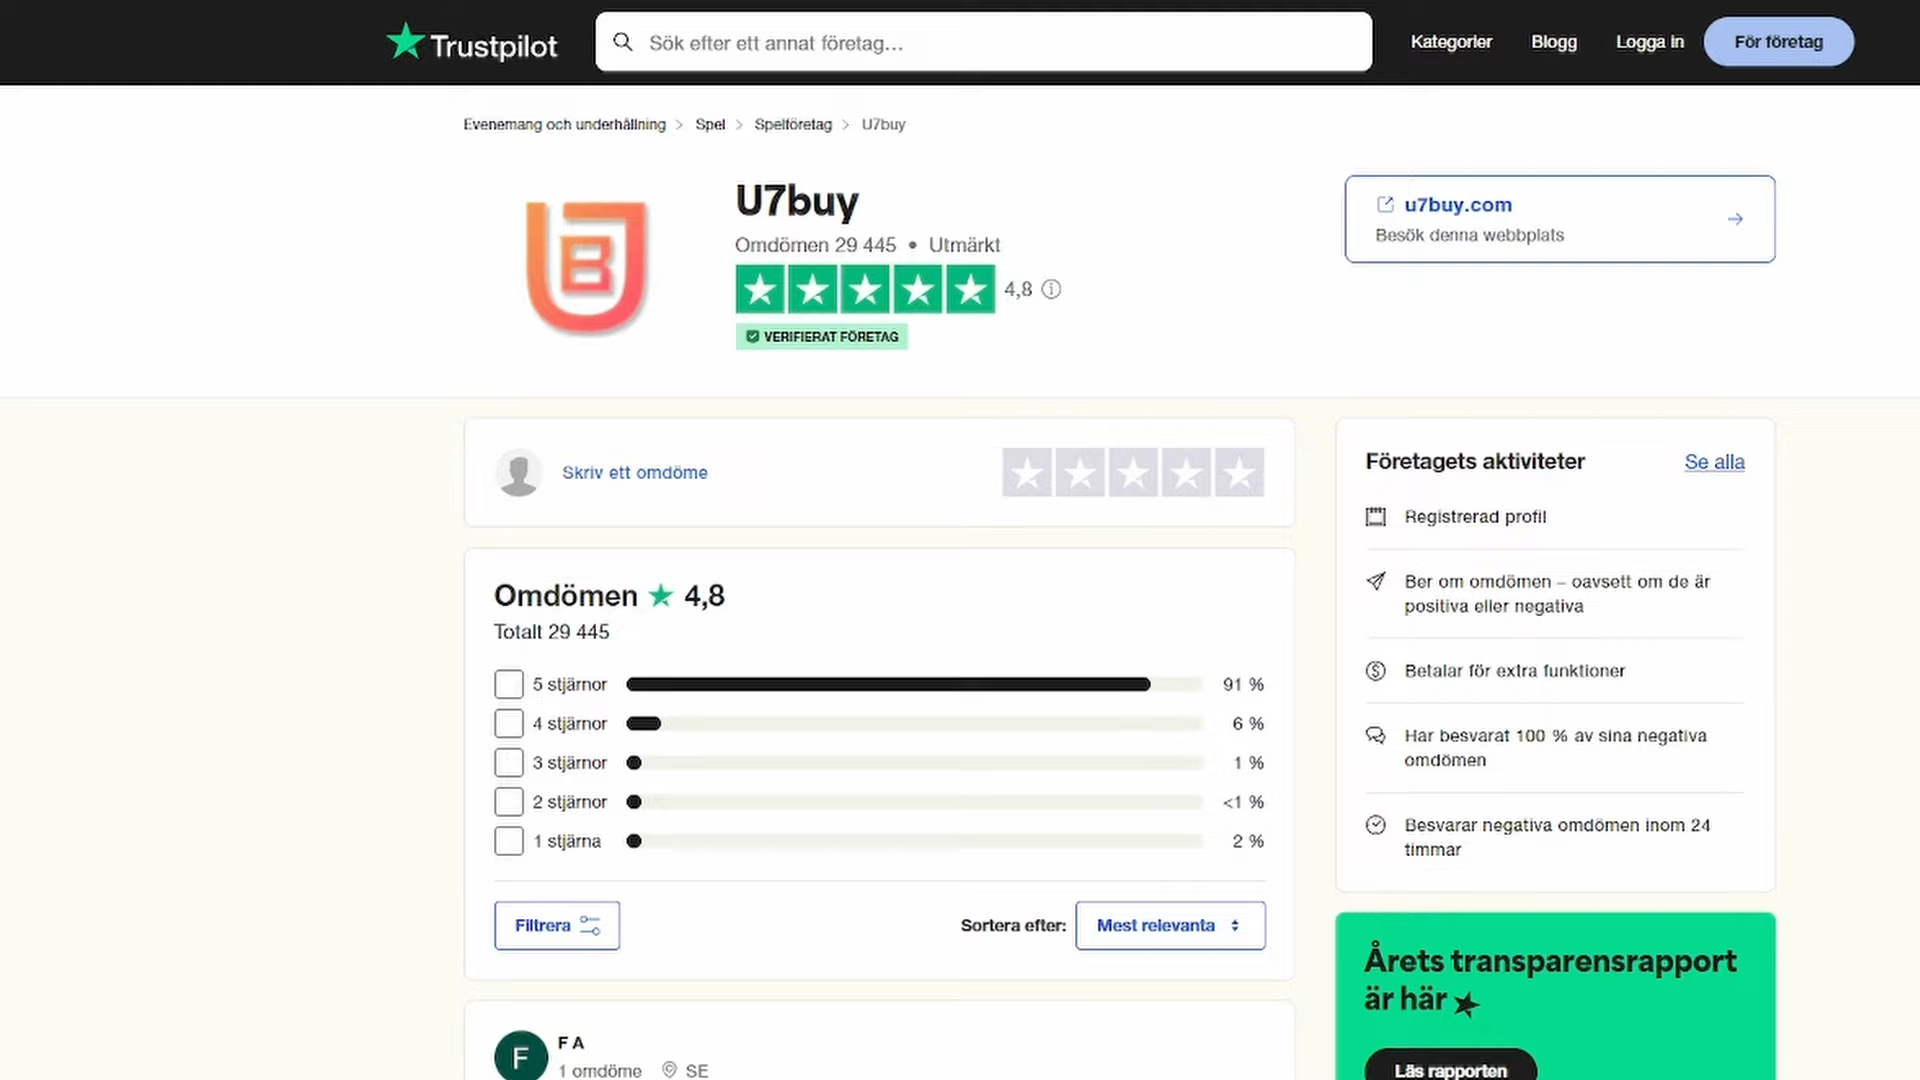 Trustpilot
Sök efter ett annat företag...
Kategorier
Blogg
Logga in
För företag
Evenemang och underhållning > Spel > Spelföretag > U7buy
U7buy
Omdömen 29 445 • Utmärkt
4,8
VERIFIERAT FÖRETAG
u7buy.com
Besök denna webbplats
Skriv ett omdöme
Omdömen 4,8
Totalt 29 445
5 stjärnor 91 %
4 stjärnor 6 %
3 stjärnor 1 %
2 stjärnor <1 %
1 stjärna 2 %
Filtrera
Sortera efter: Mest relevanta
F
F A
1 omdöme SE
Företagets aktiviteter
Se alla
Registrerad profil
Ber om omdömen – oavsett om de är
positiva eller negativa
Betalar för extra funktioner
Har besvarat 100 % av sina negativa
omdömen
Besvarar negativa omdömen inom 24
timmar
Årets transparensrapport
är här
Läs rapporten